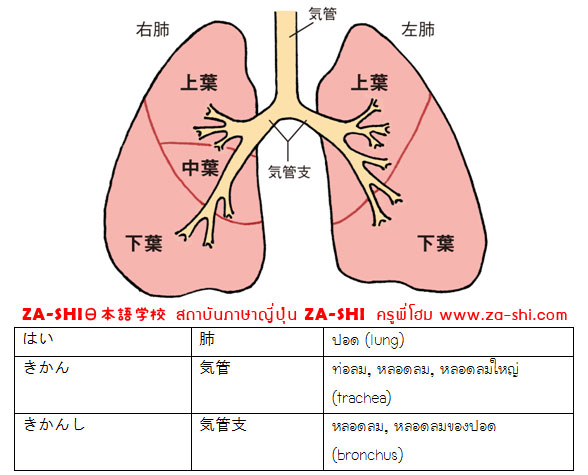 気管
右肺
左肺
上葉
上葉
気管支
中葉
下葉
下葉
ZA-SHI日本語学校 สถาบันภาษาญี่ปุ่น ZA-SHI ครูพี่โฮม www.za-shi.com
はい 肺 ปอด (lung)
きかん 気管 ท่อลม, หลอดลม, หลอดลมใหญ่
(trachea)
きかんし 気管支 หลอดลม, หลอดลมของปอด
(bronchus)